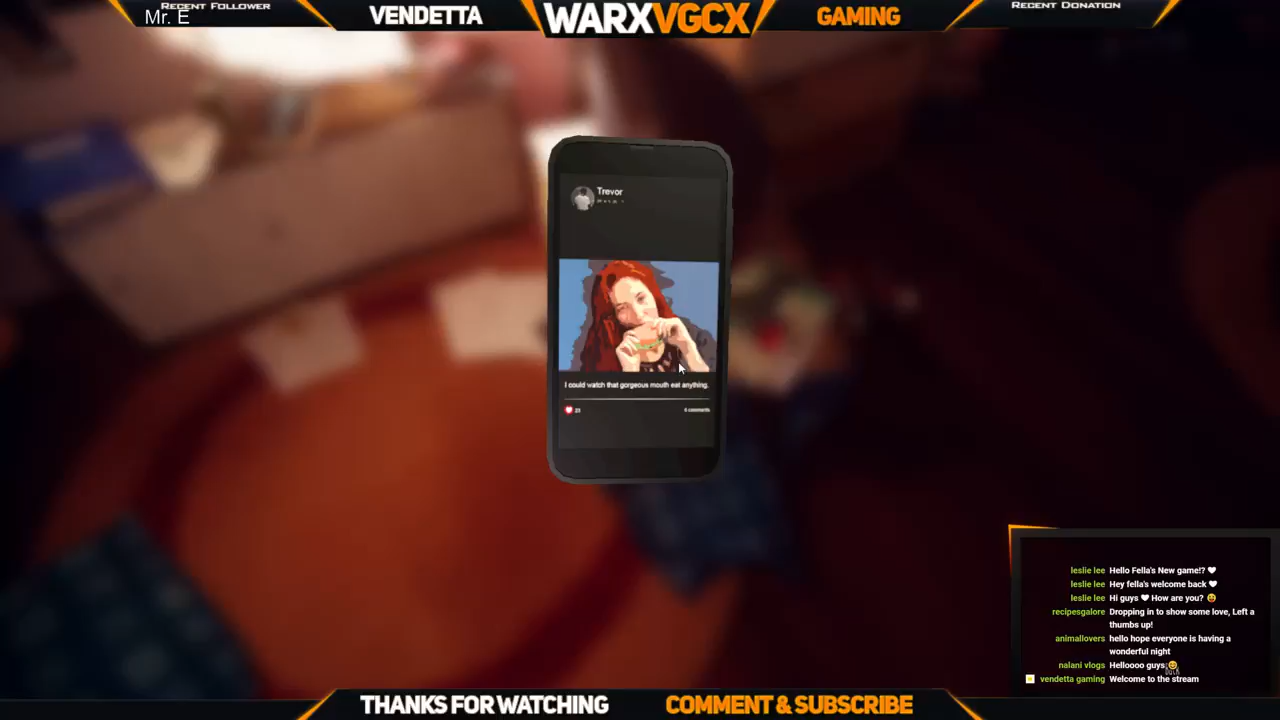 RECENT FOLLOWER
Mr. E
VENDETTA
WARXVGCX
GAMING
RECENT DONATION
Trevor
I could watch that gorgeous mouth eat anything.
23
leslie lee Hello Fella's New game!? 🤍
leslie lee Hey fella's welcome back 🤍
leslie lee Hi guys 🤍 How are you? 😀
recipesgalore Dropping in to show some love, Left a
thumbs up!
animallovers hello hope everyone is having a
wonderful night
nalani vlogs Helloooo guys😀
vendetta gaming Welcome to the stream
THANKS FOR WATCHING
COMMENT & SUBSCRIBE